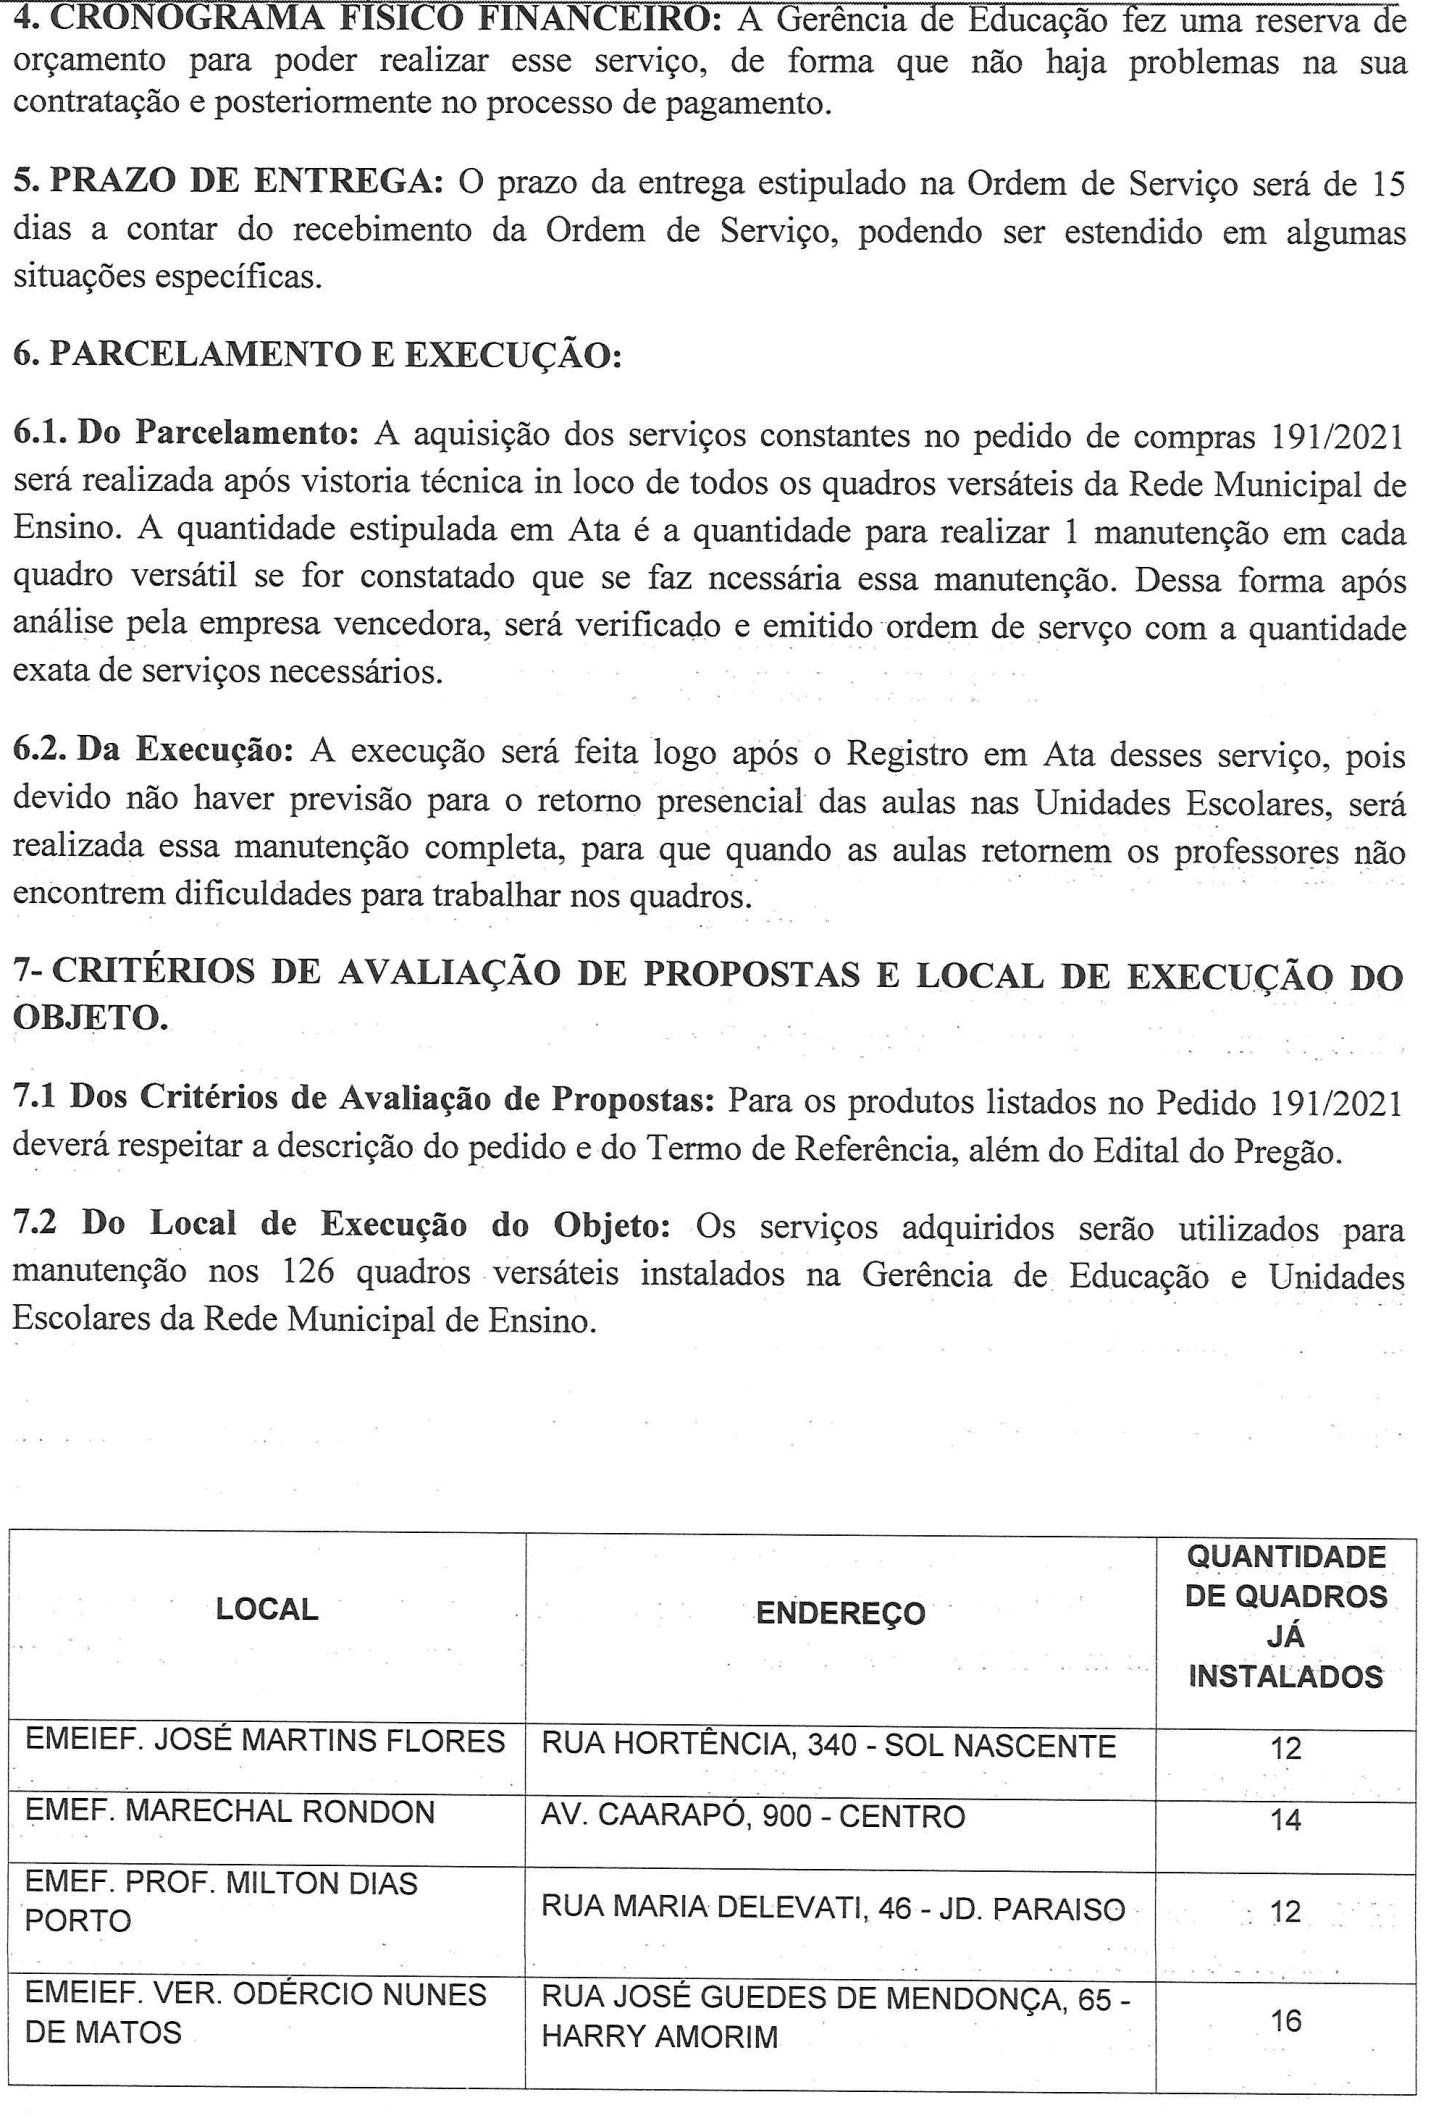 4. CRONOGRAMA FÍSICO FINANCEIRO: A Gerência de Educação fez uma reserva de
orçamento para poder realizar esse serviço, de forma que não haja problemas na sua
contratação e posteriormente no processo de pagamento.
5. PRAZO DE ENTREGA: O prazo da entrega estipulado na Ordem de Serviço será de 15
dias a contar do recebimento da Ordem de Serviço, podendo ser estendido em algumas
situações específicas.
6. PARCELAMENTO E EXECUÇÃO:
6.1. Do Parcelamento: A aquisição dos serviços constantes no pedido de compras 191/2021
será realizada após vistoria técnica in loco de todos os quadros versáteis da Rede Municipal de
Ensino. A quantidade estipulada em Ata é a quantidade para realizar 1 manutenção em cada
quadro versátil se for constatado que se faz ncessária essa manutenção. Dessa forma após
análise pela empresa vencedora, será verificado e emitido ordem de servço com a quantidade
exata de serviços necessários.
6.2. Da Execução: A execução será feita logo após o Registro em Ata desses serviço, pois
devido não haver previsão para o retorno presencial das aulas nas Unidades Escolares, será
realizada essa manutenção completa, para que quando as aulas retornem os professores não
encontrem dificuldades para trabalhar nos quadros.
7- CRITÉRIOS DE AVALIAÇÃO DE PROPOSTAS E LOCAL DE EXECUÇÃO DO
OBJETO.
7.1 Dos Critérios de Avaliação de Propostas: Para os produtos listados no Pedido 191/2021
deverá respeitar a descrição do pedido e do Termo de Referência, além do Edital do Pregão.
7.2 Do Local de Execução do Objeto: Os serviços adquiridos serão utilizados para
manutenção nos 126 quadros versáteis instalados na Gerência de Educação e Unidades
Escolares da Rede Municipal de Ensino.
LOCAL
ENDEREÇO
QUANTIDADE
DE QUADROS
JÁ
INSTALADOS
EMEIEF. JOSÉ MARTINS FLORES
RUA HORTÊNCIA, 340 - SOL NASCENTE
12
EMEF. MARECHAL RONDON
AV. CAARAPÓ, 900 - CENTRO
14
EMEF. PROF. MILTON DIAS
PORTO
RUA MARIA DELEVATI, 46 - JD. PARAISO
12
EMEIEF. VER. ODÉRCIO NUNES
DE MATOS
RUA JOSÉ GUEDES DE MENDONÇA, 65 -
HARRY AMORIM
16